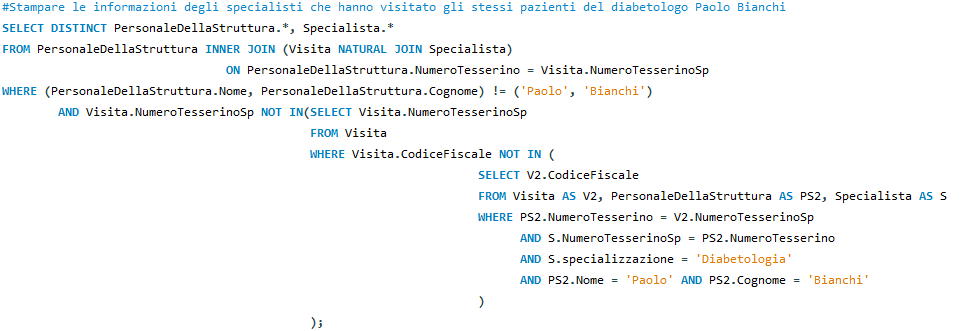 #Stampare le informazioni degli specialisti che hanno visitato gli stessi pazienti del diabetologo Paolo Bianchi
SELECT DISTINCT PersonaleDellaStruttura.*, Specialista.*
FROM PersonaleDellaStruttura INNER JOIN (Visita NATURAL JOIN Specialista)
ON PersonaleDellaStruttura.NumeroTesserino = Visita.NumeroTesserinoSp
WHERE (PersonaleDellaStruttura.Nome, PersonaleDellaStruttura.Cognome) != ('Paolo', 'Bianchi')
AND Visita.NumeroTesserinoSp NOT IN(SELECT Visita.NumeroTesserinoSp
FROM Visita
WHERE Visita.CodiceFiscale NOT IN (
SELECT V2.CodiceFiscale
FROM Visita AS V2, PersonaleDellaStruttura AS PS2, Specialista AS S
WHERE PS2.NumeroTesserino = V2.NumeroTesserinoSp
AND S.NumeroTesserinoSp = PS2.NumeroTesserino
AND S.specializzazione = 'Diabetologia'
AND PS2.Nome = 'Paolo' AND PS2.Cognome = 'Bianchi'
)
);